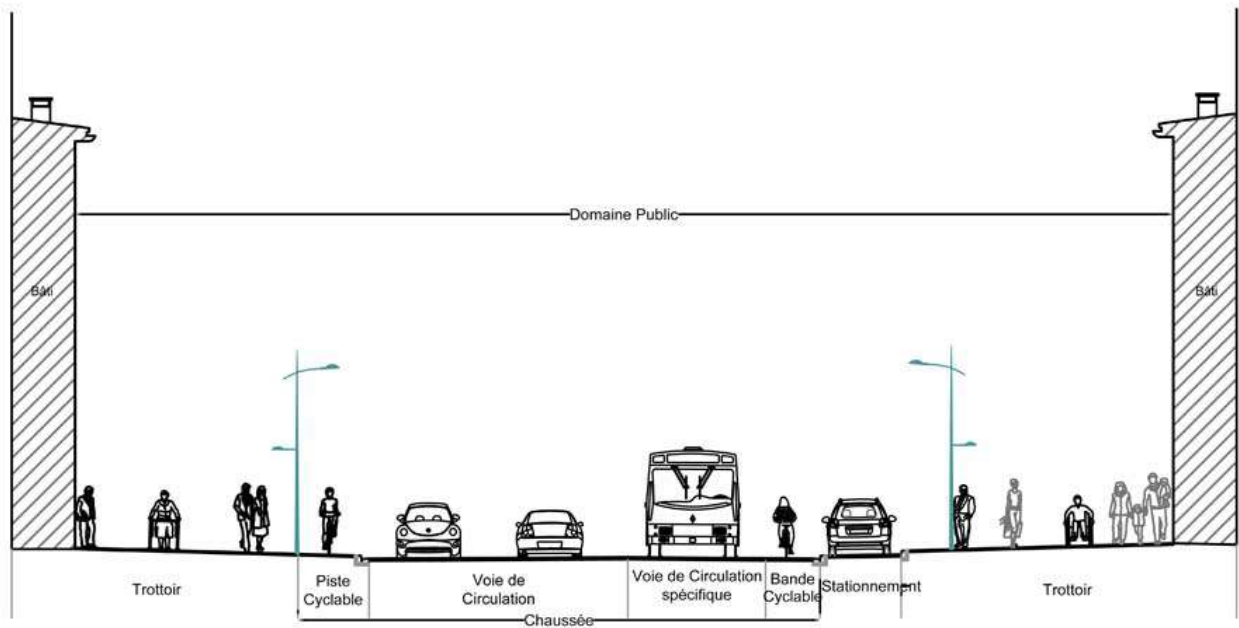 Domaine Public
Bâti
Bâti
Trottoir
Piste
Cyclable
Voie de
Circulation
Voie de Circulation
spécifique
Bande
Cyclable
Stationnement
Trottoir
Chaussée